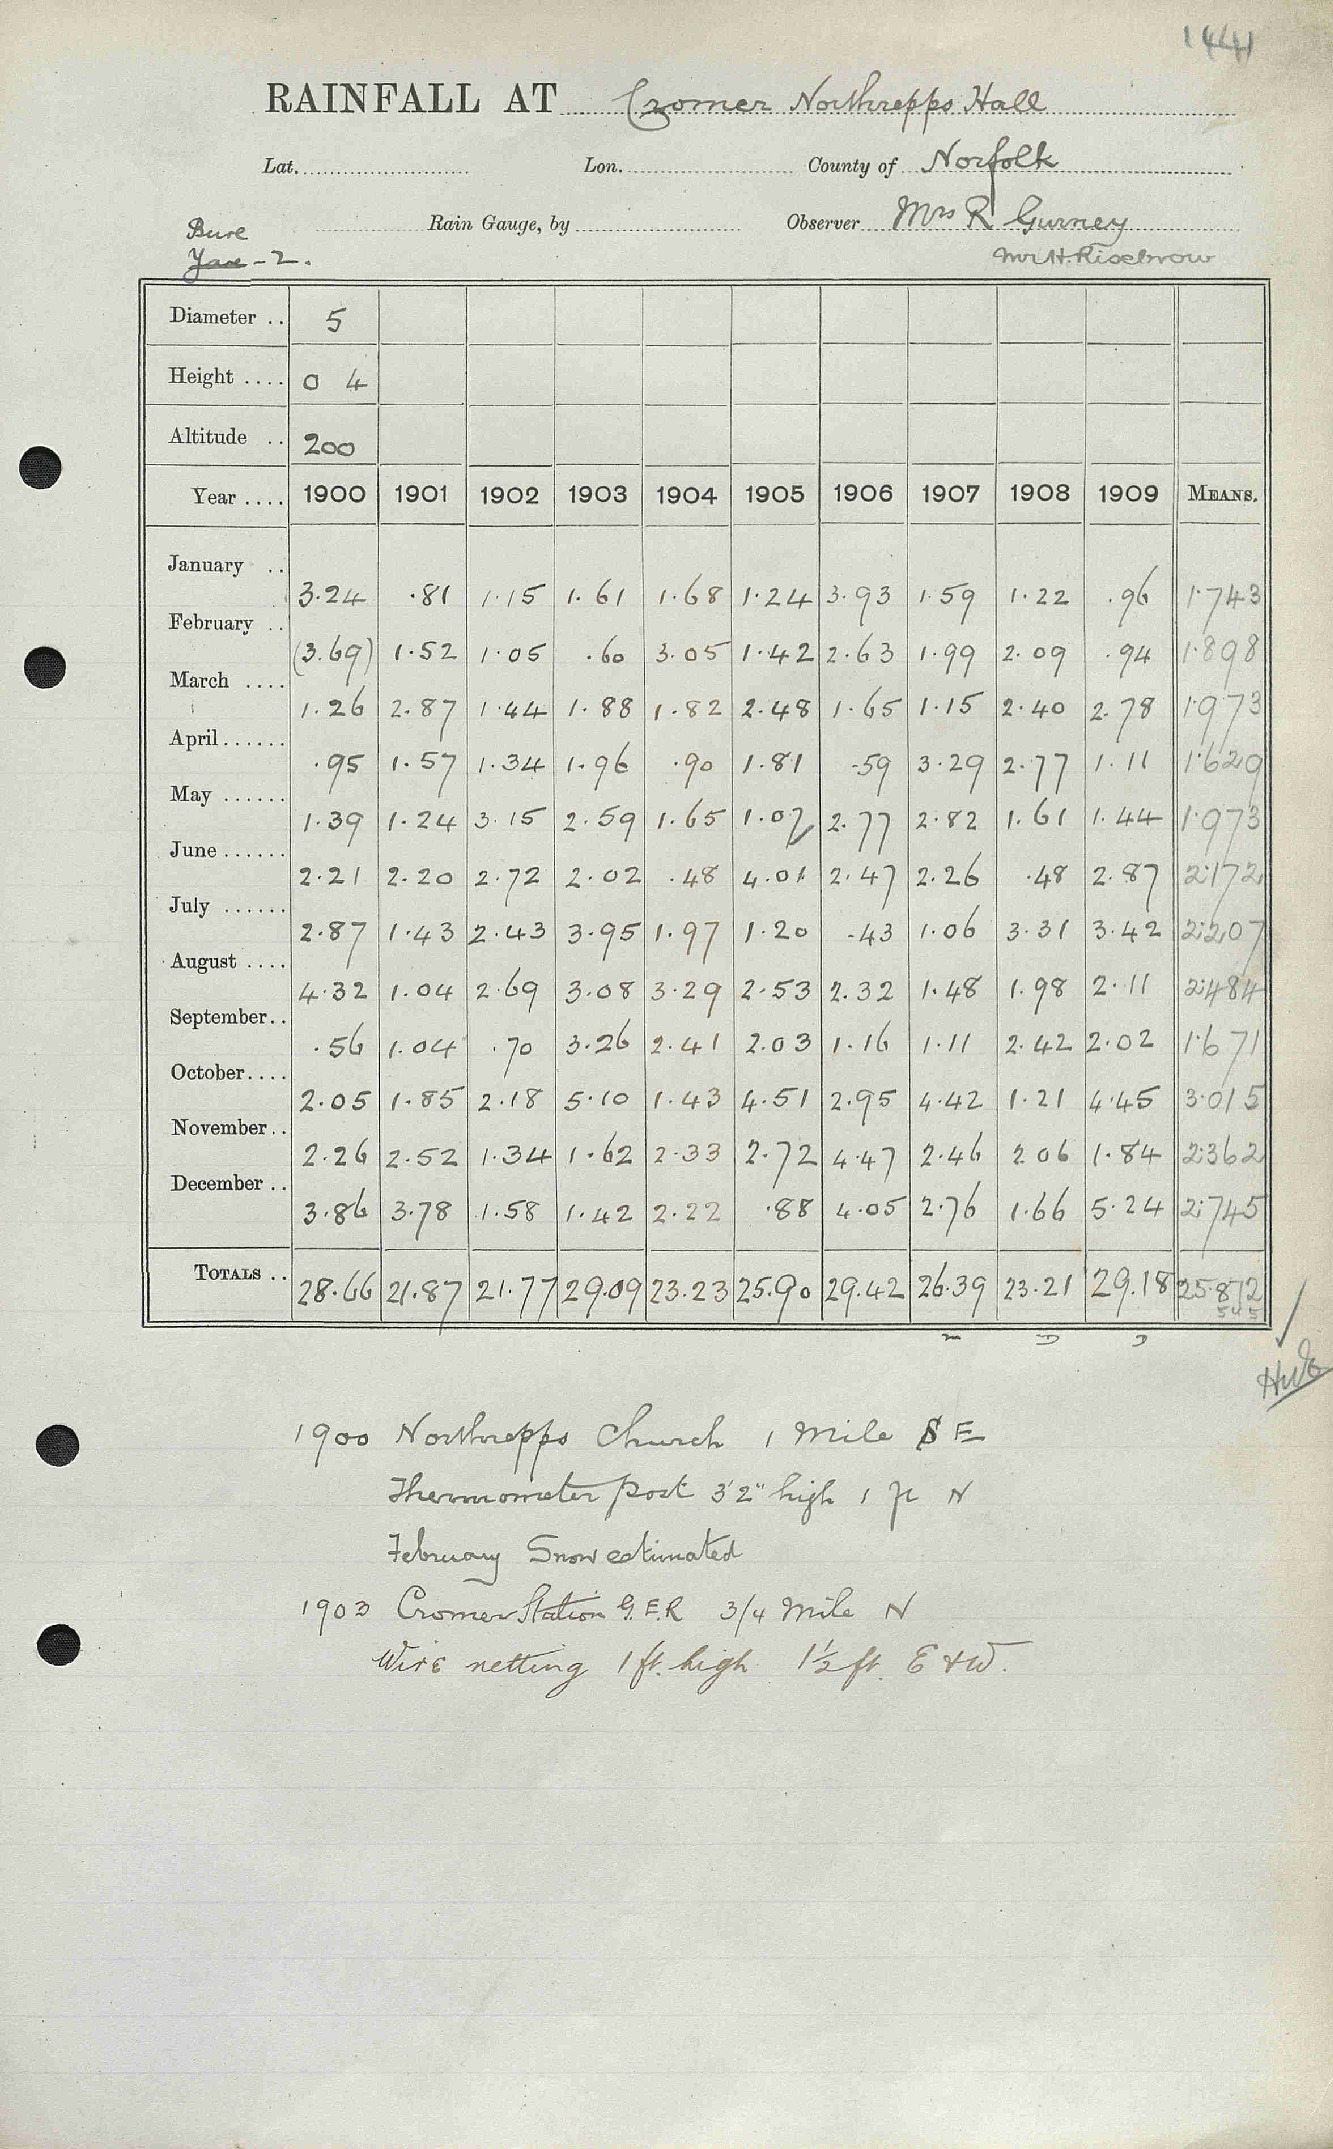 1441
RAINFALL AT Cromer Northrepps Hall
Lat. Lon. County of Norfolk
Rain Gauge, by Observer Mrs R Gurney
Bure
Yare - 2.
Mr H.
Diameter .. 5
Height .... 0 4
Altitude .. 200
Year .... 1900 1901 1902 1903 1904 1905 1906 1907 1908 1909 MEANS.
January .. 3.24 .81 1.15 1.61 1.68 1.24 3.93 1.59 1.22 .96 1.743
February .. (3.69) 1.52 1.05 .60 3.05 1.42 2.63 1.99 2.09 .94 1.898
March .... 1.26 2.87 1.44 1.88 1.82 2.48 1.65 1.15 2.40 2.78 1.973
April ...... .95 1.57 1.34 1.96 .90 1.81 .59 3.29 2.77 1.11 1.629
May ...... 1.39 1.24 3.15 2.59 1.65 1.07 2.77 2.82 1.61 1.44 1.973
June ...... 2.21 2.20 2.72 2.02 .48 4.01 2.47 2.26 .48 2.87 2.172
July ...... 2.87 1.43 2.43 3.95 1.97 1.20 .43 1.06 3.31 3.42 2.207
August .... 4.32 1.04 2.69 3.08 3.29 2.53 2.32 1.48 1.98 2.11 2.484
September.. .56 1.04 .70 3.26 2.41 2.03 1.16 1.11 2.42 2.02 1.671
October.... 2.05 1.85 2.18 5.10 1.43 4.51 2.95 4.42 1.21 4.45 3.015
November.. 2.26 2.52 1.34 1.62 2.33 2.72 4.47 2.46 2 06 1.84 2.362
December .. 3.86 3.78 1.58 1.42 2.22 .88 4.05 2.76 1.66 5.24 2.745
TOTALS .. 28.66 21.87 21.77 29.09 23.23 25.90 29.42 26.39 23.21 29.18 25.872
545
1900 Northrepps Church 1 Mile S E
Thermometer post 3'2" high 1 ft N
February Snow estimated
1903 Cromer Station G.E.R 3/4 Mile N
Wire netting 1 ft. high 1½ ft. E & W.